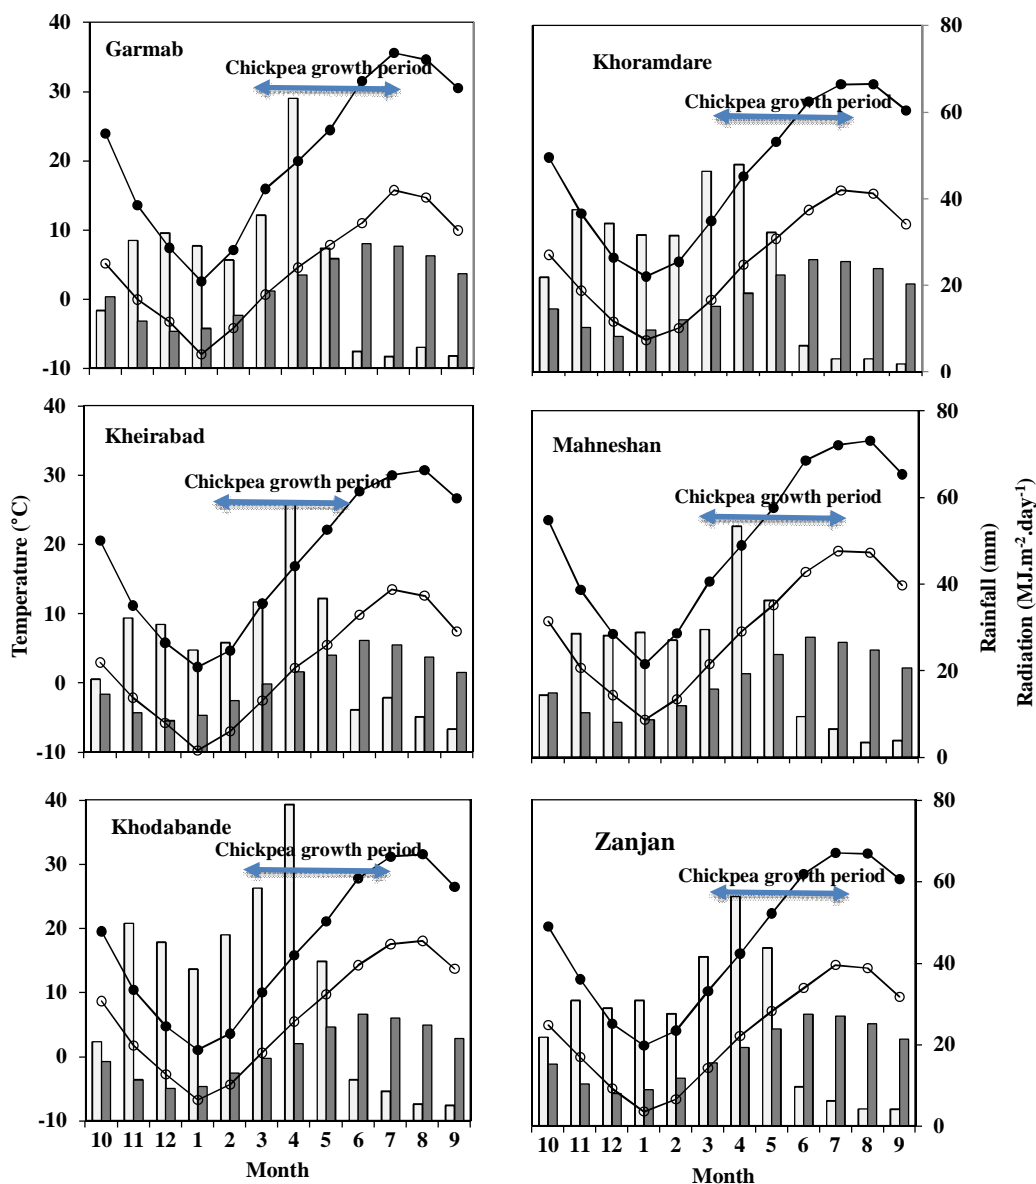 40
30
20
10
0
-10
Garmab
Chickpea growth period
Khoramdare
Chickpea growth period
80
60
40
20
0
Temperature (°C)
40
30
20
10
0
-10
Kheirabad
Chickpea growth period
Mahneshan
Chickpea growth period
80
60
40
20
0
Rainfall (mm)
Radiation (MJ.m-2.day-1)
40
30
20
10
0
-10
Khodabande
Chickpea growth period
10 11 12 1 2 3 4 5 6 7 8 9
Month
Zanjan
Chickpea growth period
80
60
40
20
0
10 11 12 1 2 3 4 5 6 7 8 9
Month